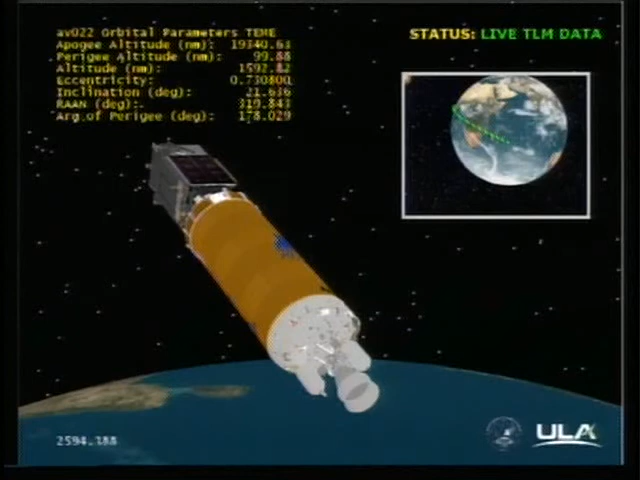 av022 Orbital Parameters TEME
Apogee Altitude (nm): 19340.63
Perigee Altitude (nm): 99.88
Altitude (nm): 1592.82
Eccentricity: 0.730800
Inclination (deg): 21.636
RAAN (deg): 319.843
Arg.of Perigee (deg): 178.029
STATUS: LIVE TLM DATA
2594.188
ULA